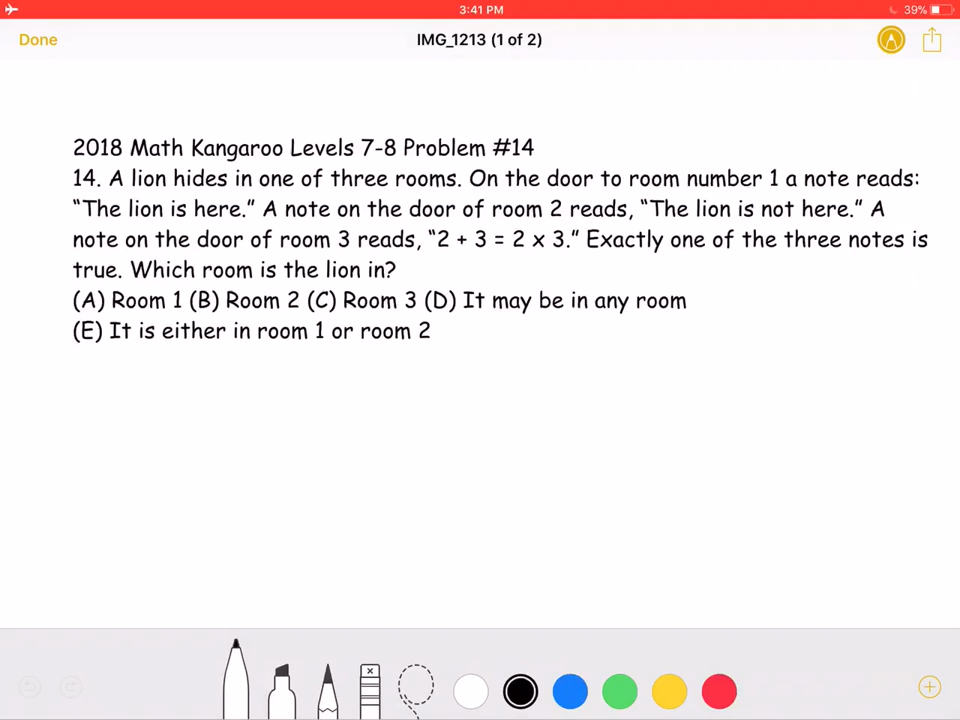 3:41 PM
39%
Done
IMG_1213 (1 of 2)
2018 Math Kangaroo Levels 7-8 Problem #14
14. A lion hides in one of three rooms. On the door to room number 1 a note reads:
“The lion is here.” A note on the door of room 2 reads, “The lion is not here.” A
note on the door of room 3 reads, “2 + 3 = 2 x 3.” Exactly one of the three notes is
true. Which room is the lion in?
(A) Room 1 (B) Room 2 (C) Room 3 (D) It may be in any room
(E) It is either in room 1 or room 2